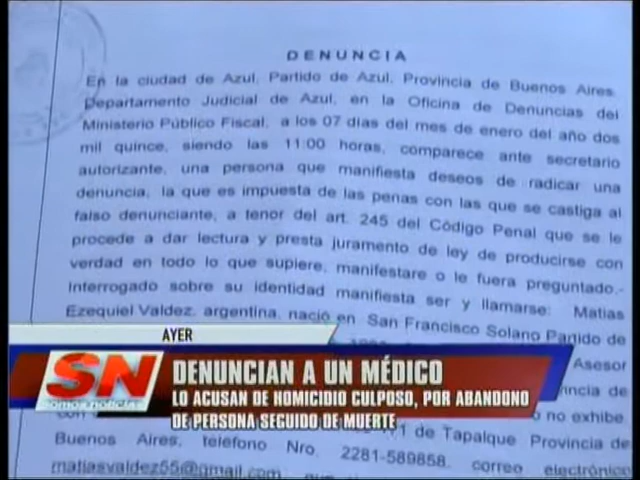 DENUNCIA
En la ciudad de Azul, Partido de Azul, Provincia de Buenos Aires,
Departamento Judicial de Azul, en la Oficina de Denuncias del
Ministerio Público Fiscal, a los 07 días del mes de enero del año dos
mil quince, siendo las 11:00 horas, comparece ante secretario
autorizante, una persona que manifiesta deseos de radicar una
denuncia, la que es impuesta de las penas con las que se castiga al
falso denunciante, a tenor del art. 245 del Código Penal que se le
procede a dar lectura y presta juramento de ley de producirse con
verdad en todo lo que supiere, manifestare o le fuera preguntado.-
Interrogado sobre su identidad manifiesta ser y llamarse: Matias
Ezequiel Valdez, argentina, nació en San Francisco Solano Partido de
AYER
Asesor
SN
SOMOS NOTICIAS
DENUNCIAN A UN MÉDICO
LO ACUSAN DE HOMICIDIO CULPOSO, POR ABANDONO
DE PERSONA SEGUIDO DE MUERTE
de
no exhibe
de Tapalque Provincia de
Buenos Aires, telefono Nro. 2281-589858, correo electrónico
matiasvaldez55@gmail.com,